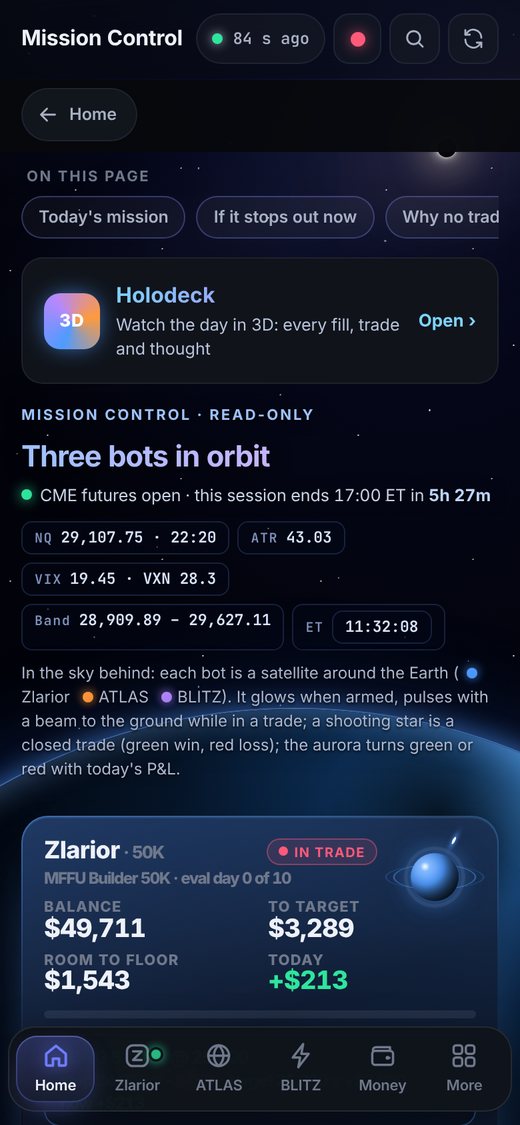 Mission Control
84 s ago
Home
ON THIS PAGE
Today's mission
If it stops out now
Why no trad
3D
Holodeck
Watch the day in 3D: every fill, trade
and thought
Open ›
MISSION CONTROL · READ-ONLY
Three bots in orbit
CME futures open · this session ends 17:00 ET in 5h 27m
NQ 29,107.75 · 22:20
ATR 43.03
VIX 19.45 · VXN 28.3
Band 28,909.89 – 29,627.11
ET 11:32:08
In the sky behind: each bot is a satellite around the Earth (
Zlarior ATLAS BLITZ). It glows when armed, pulses with
a beam to the ground while in a trade; a shooting star is a
closed trade (green win, red loss); the aurora turns green or
red with today's P&L.
Zlarior · 50K
IN TRADE
MFFU Builder 50K · eval day 0 of 10
BALANCE
TO TARGET
$49,711
$3,289
ROOM TO FLOOR
TODAY
$1,543
+$213
Home
Zlarior
ATLAS
BLITZ
Money
More